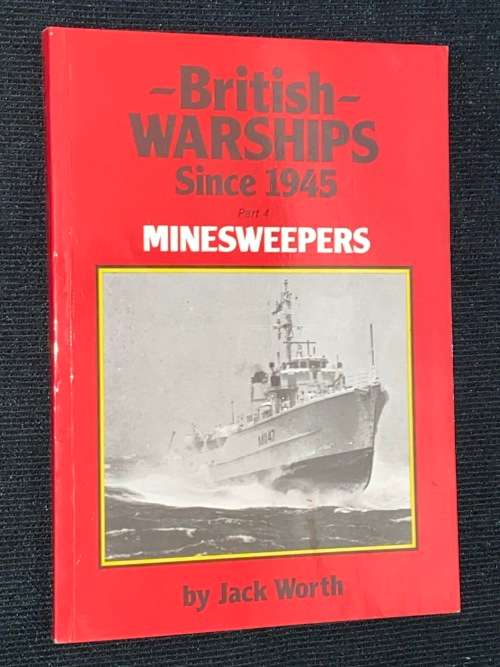 -British-
WARSHIPS
Since 1945
Part 4
MINESWEEPERS
M1147
by Jack Worth